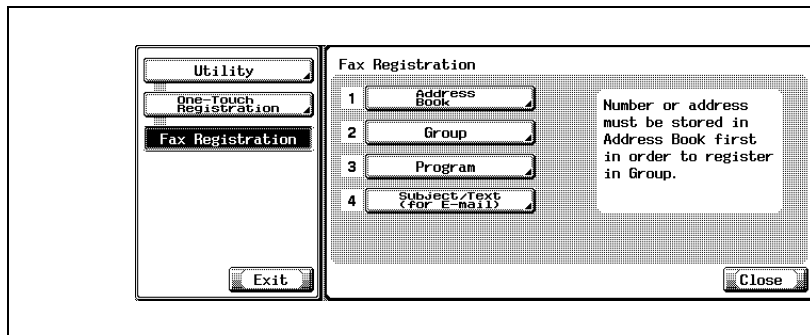 Utility
One-Touch
Registration
Fax Registration
Exit
Fax Registration
1 Address
Book
2 Group
3 Program
4 Subject/Text
(for E-mail)
Number or address
must be stored in
Address Book first
in order to register
in Group.
Close